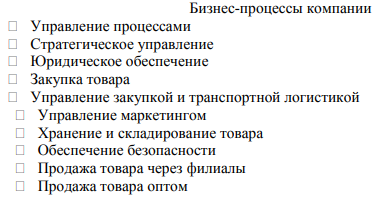 Бизнес-процессы компании
Управление процессами
Стратегическое управление
Юридическое обеспечение
Закупка товара
Управление закупкой и транспортной логистикой
Управление маркетингом
Хранение и складирование товара
Обеспечение безопасности
Продажа товара через филиалы
Продажа товара оптом